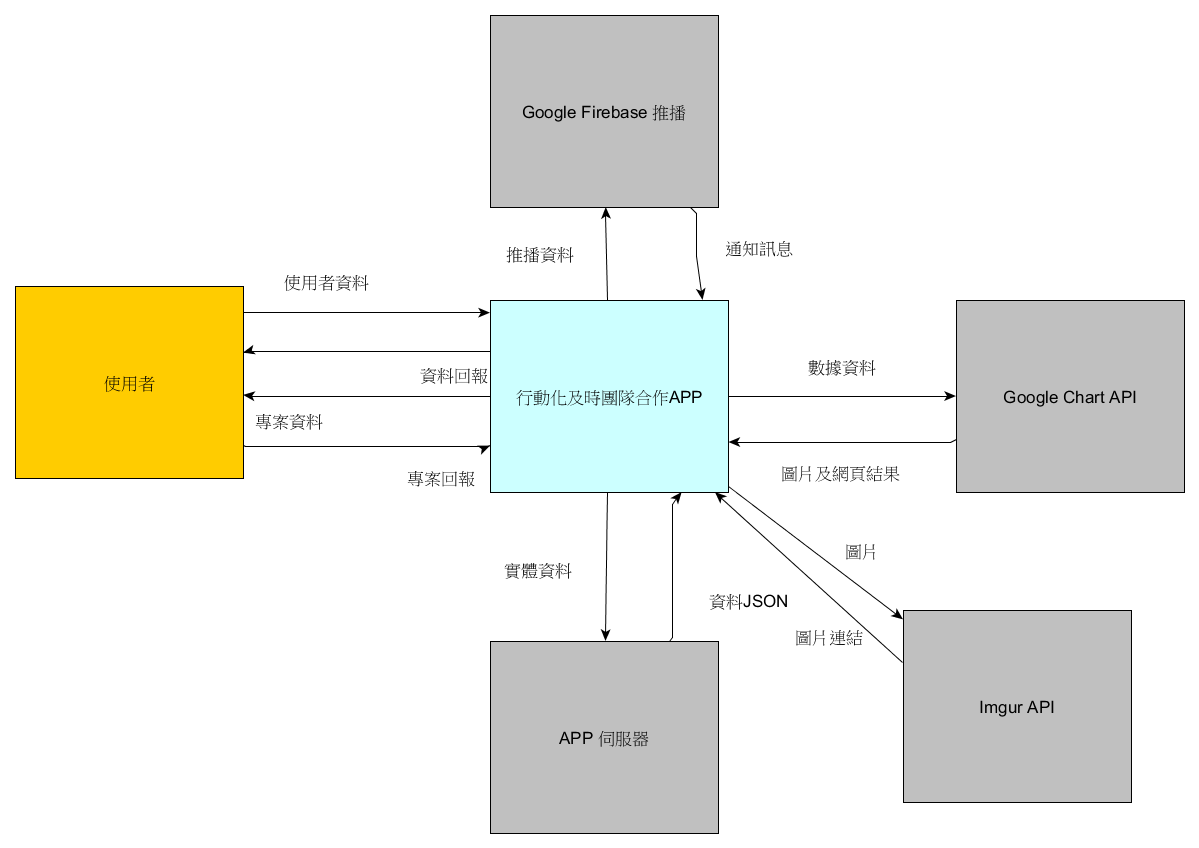 Google Firebase 推播
推播資料
通知訊息
使用者資料
使用者
資料回報
專案資料
專案回報
行動化及時團隊合作APP
數據資料
Google Chart API
圖片及網頁結果
實體資料
資料JSON
圖片
圖片連結
APP 伺服器
Imgur API